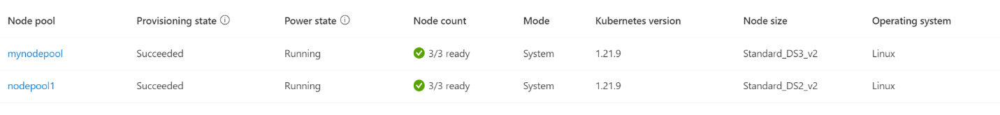 Node pool Provisioning state Power state Node count Mode Kubernetes version Node size Operating system
mynodepool Succeeded Running 3/3 ready System 1.21.9 Standard_DS3_v2 Linux
nodepool1 Succeeded Running 3/3 ready System 1.21.9 Standard_DS2_v2 Linux